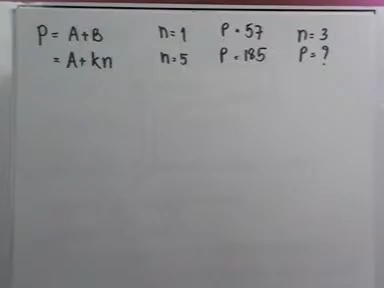 P = A+B n=1 P = 57 n=3
= A+kn n=5 P = 185 P = ?